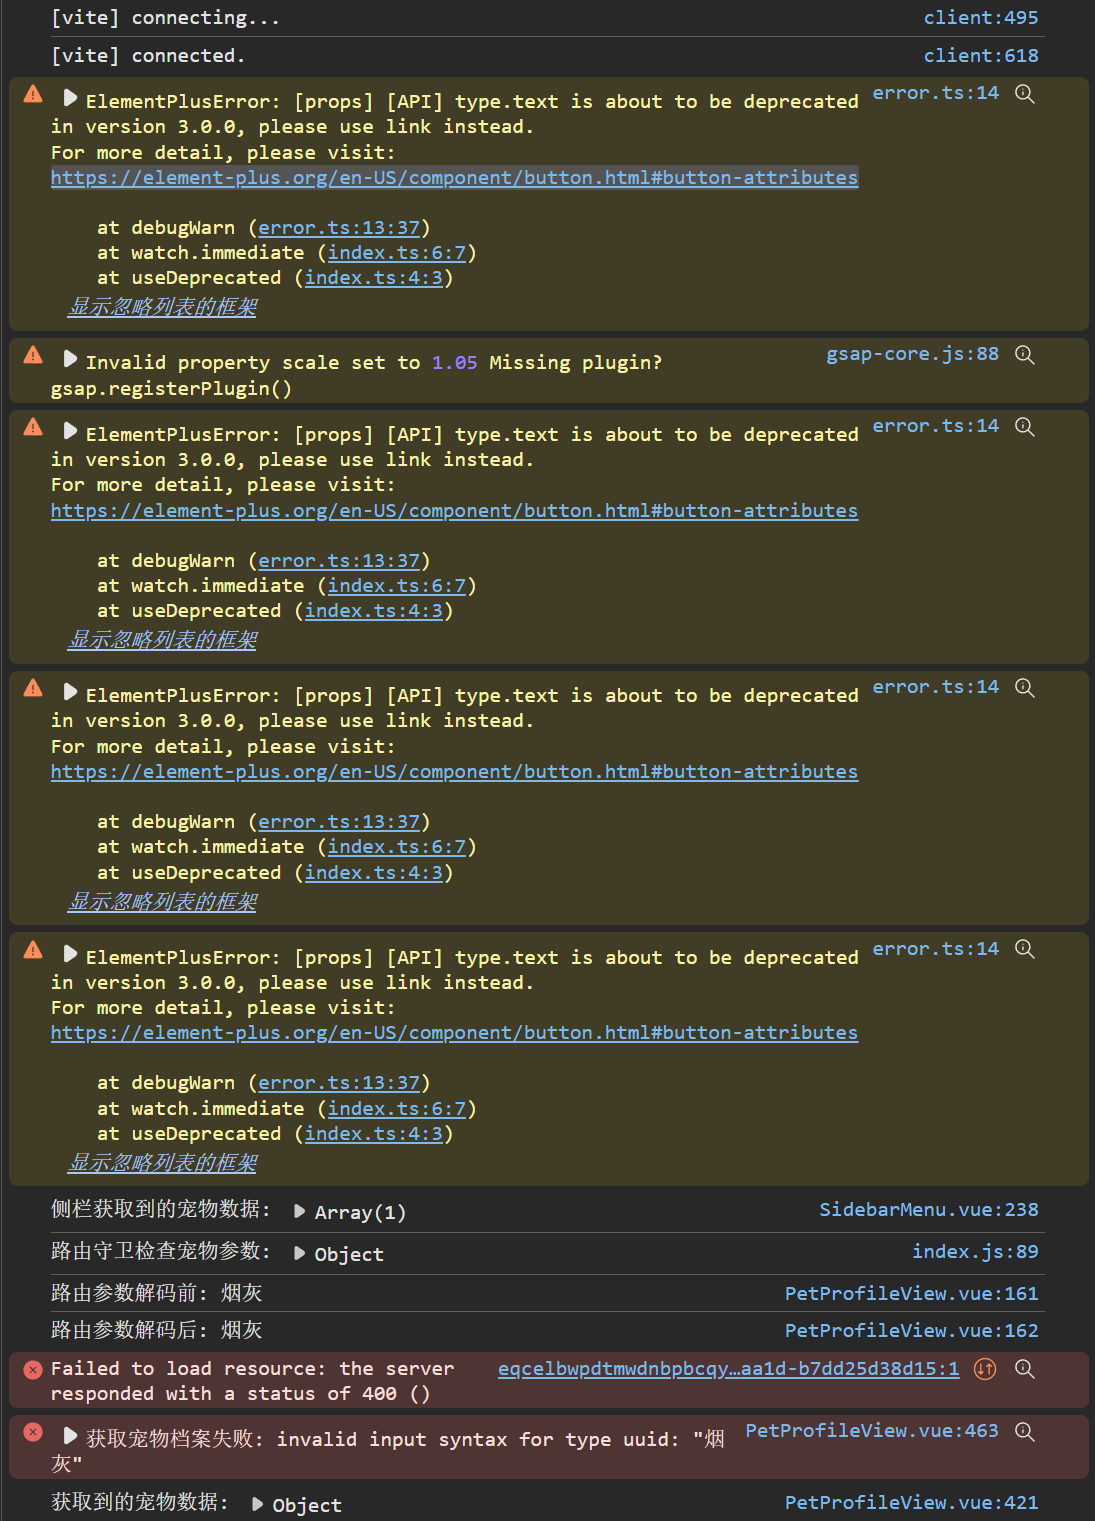 [vite] connecting... client:495
[vite] connected. client:618
ElementPlusError: [props] [API] type.text is about to be deprecated error.ts:14
in version 3.0.0, please use link instead.
For more detail, please visit:
https://element-plus.org/en-US/component/button.html#button-attributes
at debugWarn (error.ts:13:37)
at watch.immediate (index.ts:6:7)
at useDeprecated (index.ts:4:3)
显示忽略列表的框架
Invalid property scale set to 1.05 Missing plugin? gsap-core.js:88
gsap.registerPlugin()
ElementPlusError: [props] [API] type.text is about to be deprecated error.ts:14
in version 3.0.0, please use link instead.
For more detail, please visit:
https://element-plus.org/en-US/component/button.html#button-attributes
at debugWarn (error.ts:13:37)
at watch.immediate (index.ts:6:7)
at useDeprecated (index.ts:4:3)
显示忽略列表的框架
ElementPlusError: [props] [API] type.text is about to be deprecated error.ts:14
in version 3.0.0, please use link instead.
For more detail, please visit:
https://element-plus.org/en-US/component/button.html#button-attributes
at debugWarn (error.ts:13:37)
at watch.immediate (index.ts:6:7)
at useDeprecated (index.ts:4:3)
显示忽略列表的框架
ElementPlusError: [props] [API] type.text is about to be deprecated error.ts:14
in version 3.0.0, please use link instead.
For more detail, please visit:
https://element-plus.org/en-US/component/button.html#button-attributes
at debugWarn (error.ts:13:37)
at watch.immediate (index.ts:6:7)
at useDeprecated (index.ts:4:3)
显示忽略列表的框架
侧栏获取到的宠物数据: Array(1) SidebarMenu.vue:238
路由守卫检查宠物参数: Object index.js:89
路由参数解码前: 烟灰 PetProfileView.vue:161
路由参数解码后: 烟灰 PetProfileView.vue:162
Failed to load resource: the server eqcelbwpdtmwdnbpbcqy…aa1d-b7dd25d38d15:1
responded with a status of 400 ()
获取宠物档案失败: invalid input syntax for type uuid: "烟 PetProfileView.vue:463
灰"
获取到的宠物数据: Object PetProfileView.vue:421